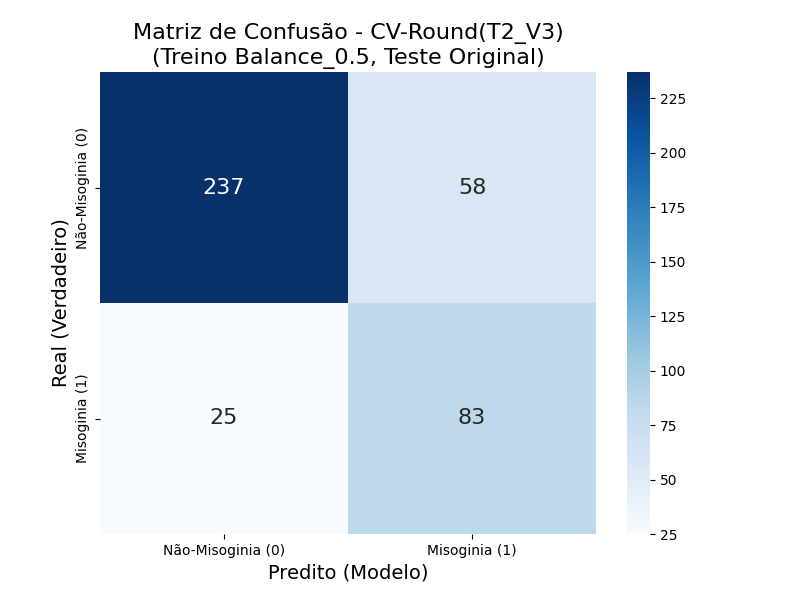 Matriz de Confusão - CV-Round(T2_V3)
(Treino Balance_0.5, Teste Original)
Real (Verdadeiro)
Não-Misoginia (0)
237
58
Misoginia (1)
25
83
Não-Misoginia (0)
Misoginia (1)
Predito (Modelo)
225
200
175
150
125
100
75
50
25